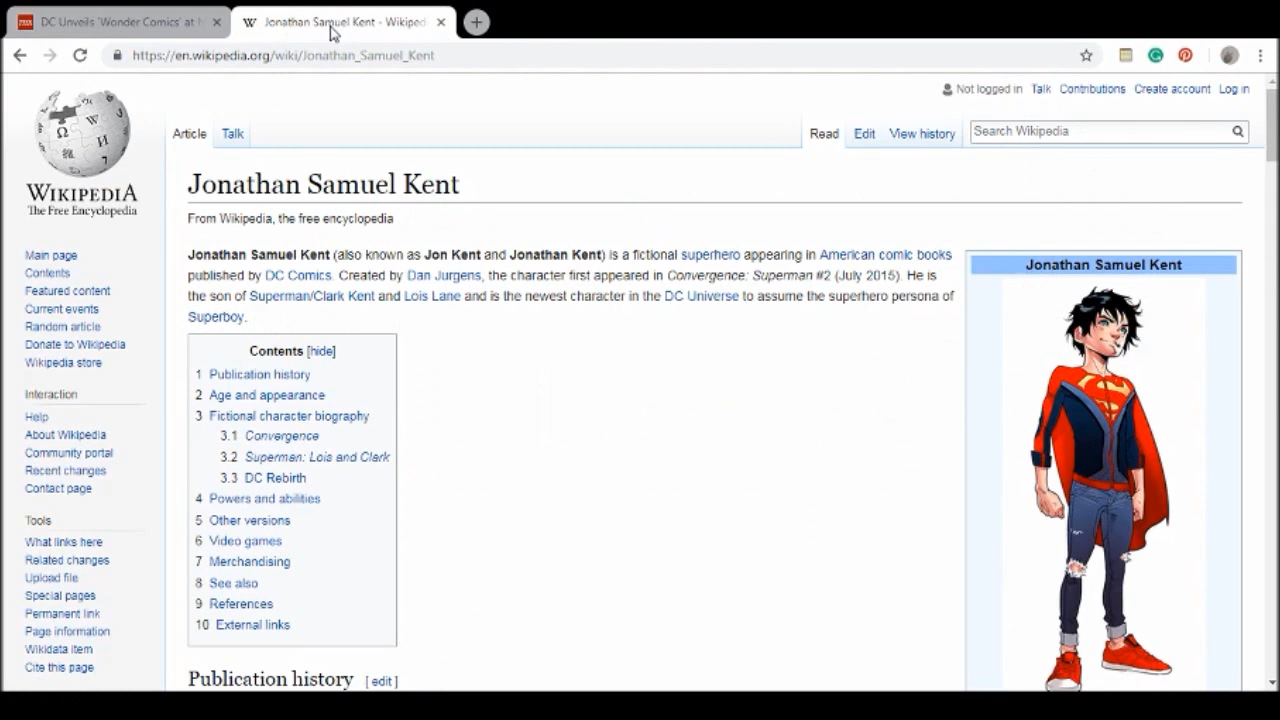 DC Unveils 'Wonder Comics' at
Jonathan Samuel Kent - Wikiped
https://en.wikipedia.org/wiki/Jonathan_Samuel_Kent
Not logged in Talk Contributions Create account Log in
Article Talk Read Edit View history Search Wikipedia
WIKIPEDIA
The Free Encyclopedia
Jonathan Samuel Kent
From Wikipedia, the free encyclopedia
Jonathan Samuel Kent (also known as Jon Kent and Jonathan Kent) is a fictional superhero appearing in American comic books
published by DC Comics. Created by Dan Jurgens, the character first appeared in Convergence: Superman #2 (July 2015). He is
the son of Superman/Clark Kent and Lois Lane and is the newest character in the DC Universe to assume the superhero persona of
Superboy.
Jonathan Samuel Kent
Main page
Contents
Featured content
Current events
Random article
Donate to Wikipedia
Wikipedia store
Interaction
Help
About Wikipedia
Community portal
Recent changes
Contact page
Tools
What links here
Related changes
Upload file
Special pages
Permanent link
Page information
Wikidata item
Cite this page
Contents [hide]
1 Publication history
2 Age and appearance
3 Fictional character biography
3.1 Convergence
3.2 Superman: Lois and Clark
3.3 DC Rebirth
4 Powers and abilities
5 Other versions
6 Video games
7 Merchandising
8 See also
9 References
10 External links
Publication history [ edit ]